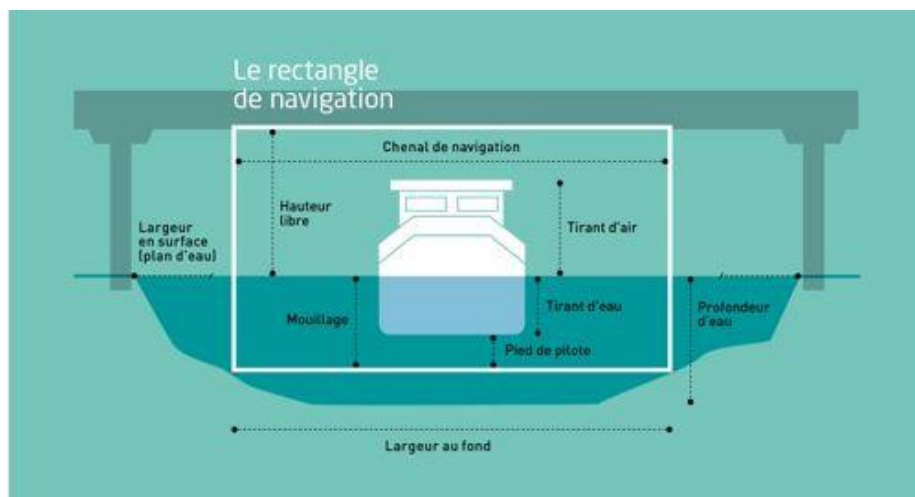 Le rectangle
de navigation
Chenal de navigation
Hauteur
libre
Tirant d'air
Largeur
en surface
(plan d'eau)
Mouillage
Tirant d'eau
Profondeur
d'eau
Pied de pilote
Largeur au fond